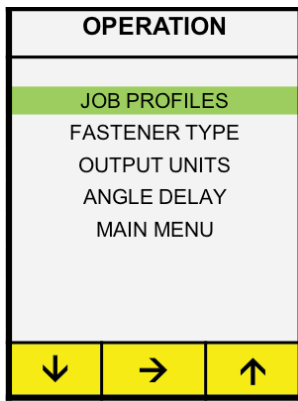 OPERATION
JOB PROFILES
FASTENER TYPE
OUTPUT UNITS
ANGLE DELAY
MAIN MENU